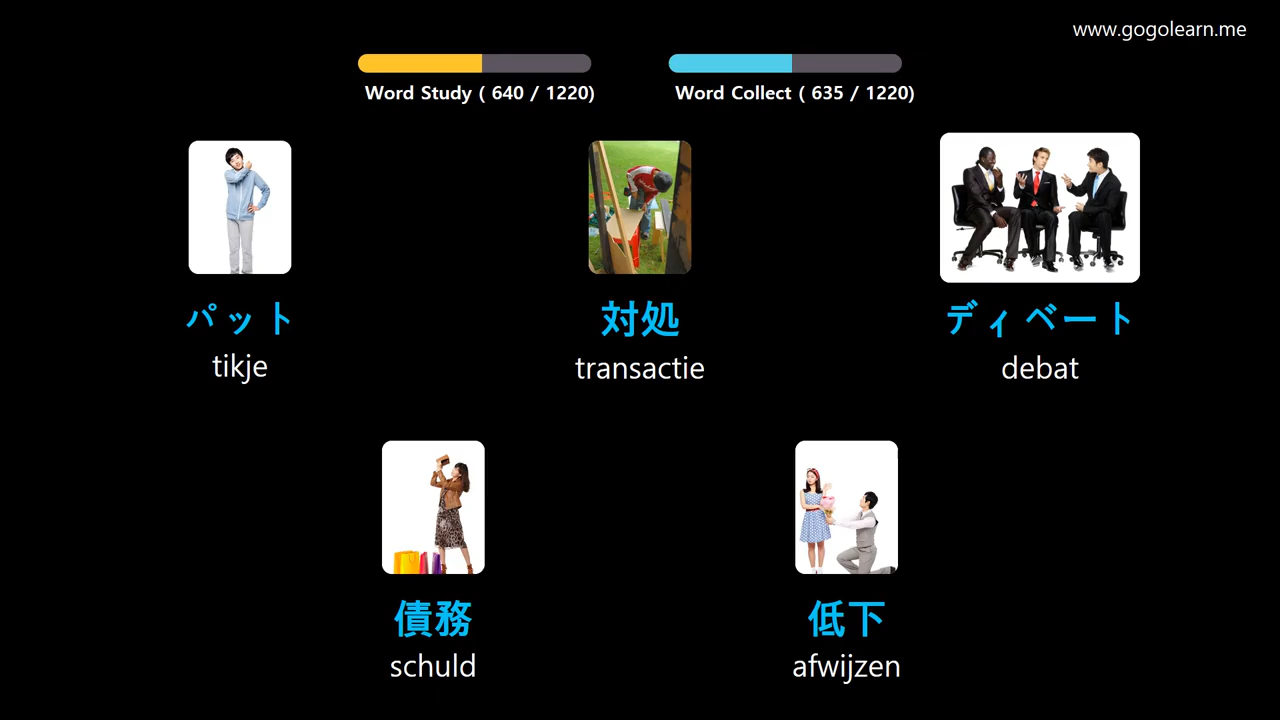 www.gogolearn.me
Word Study ( 640 / 1220)
Word Collect ( 635 / 1220)
パット
対処
ディベート
tikje
transactie
debat
債務
低下
schuld
afwijzen